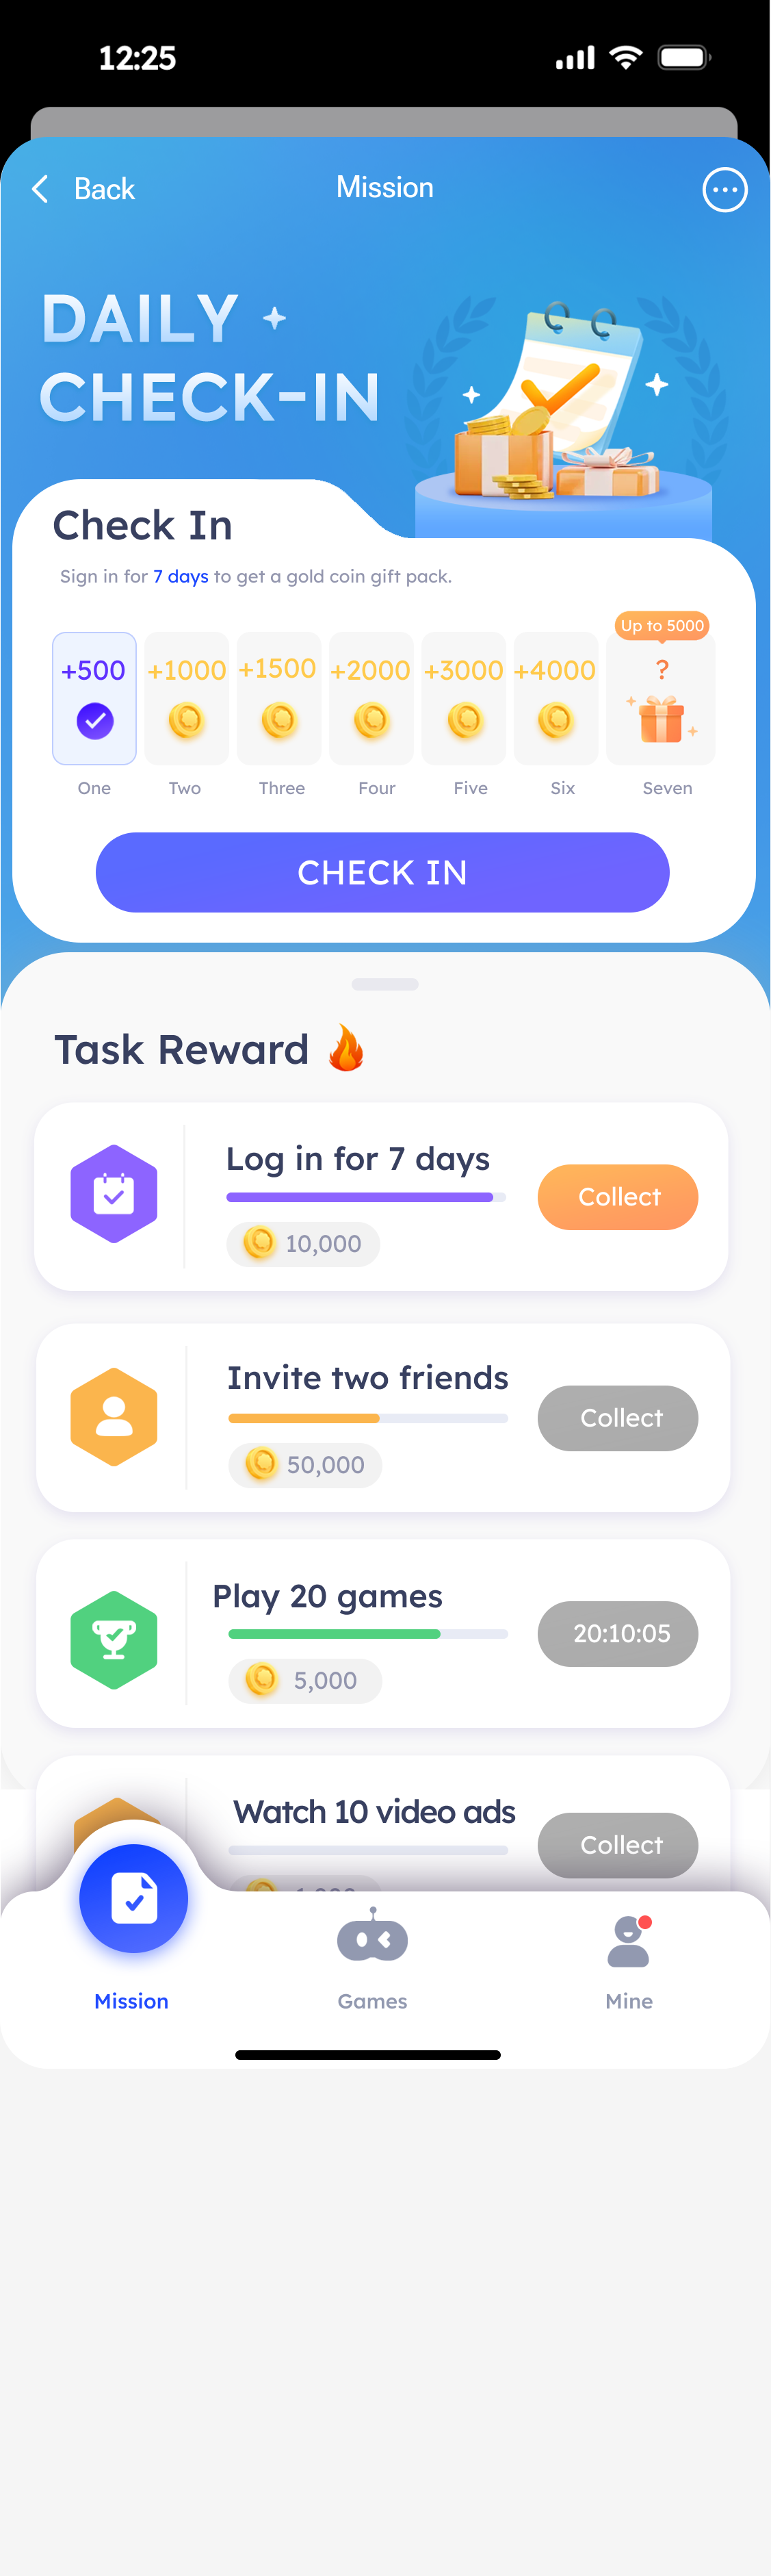 12:25
Back
Mission
DAILY
CHECK-IN
Check In
Sign in for 7 days to get a gold coin gift pack.
Up to 5000
+500 +1000 +1500 +2000 +3000 +4000 ?
One Two Three Four Five Six Seven
CHECK IN
Task Reward
Log in for 7 days
Collect
10,000
Invite two friends
Collect
50,000
Play 20 games
20:10:05
5,000
Watch 10 video ads
Collect
Mission Games Mine